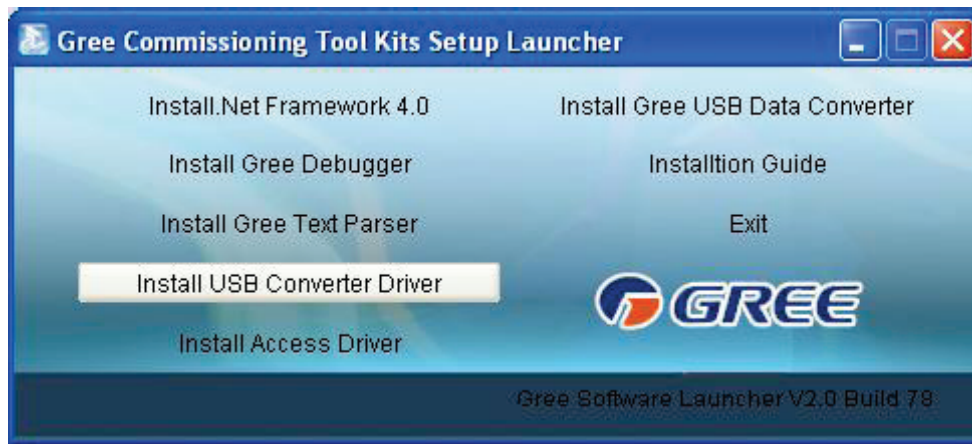 Gree Commissioning Tool Kits Setup Launcher
Install.Net Framework 4.0
Install Gree Debugger
Install Gree Text Parser
Install USB Converter Driver
Install Access Driver
Install Gree USB Data Converter
Installtion Guide
Exit
GREE
Gree Software Launcher V2.0 Build 78